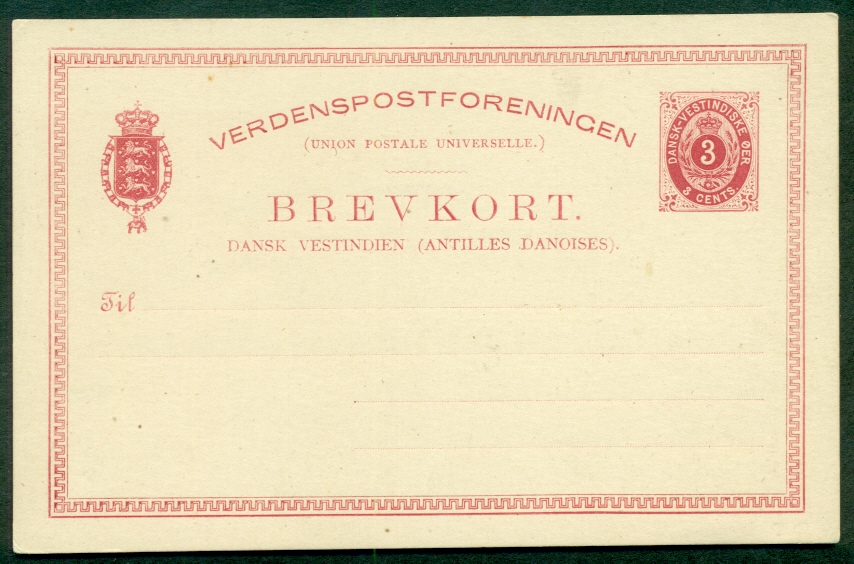 VERDENSPOSTFORENINGEN
(UNION POSTALE UNIVERSELLE.)
BREVKORT.
DANSK VESTINDIEN (ANTILLES DANOISES).
DANSK-VESTINDISKE ØER
3
3 CENTS.
Til